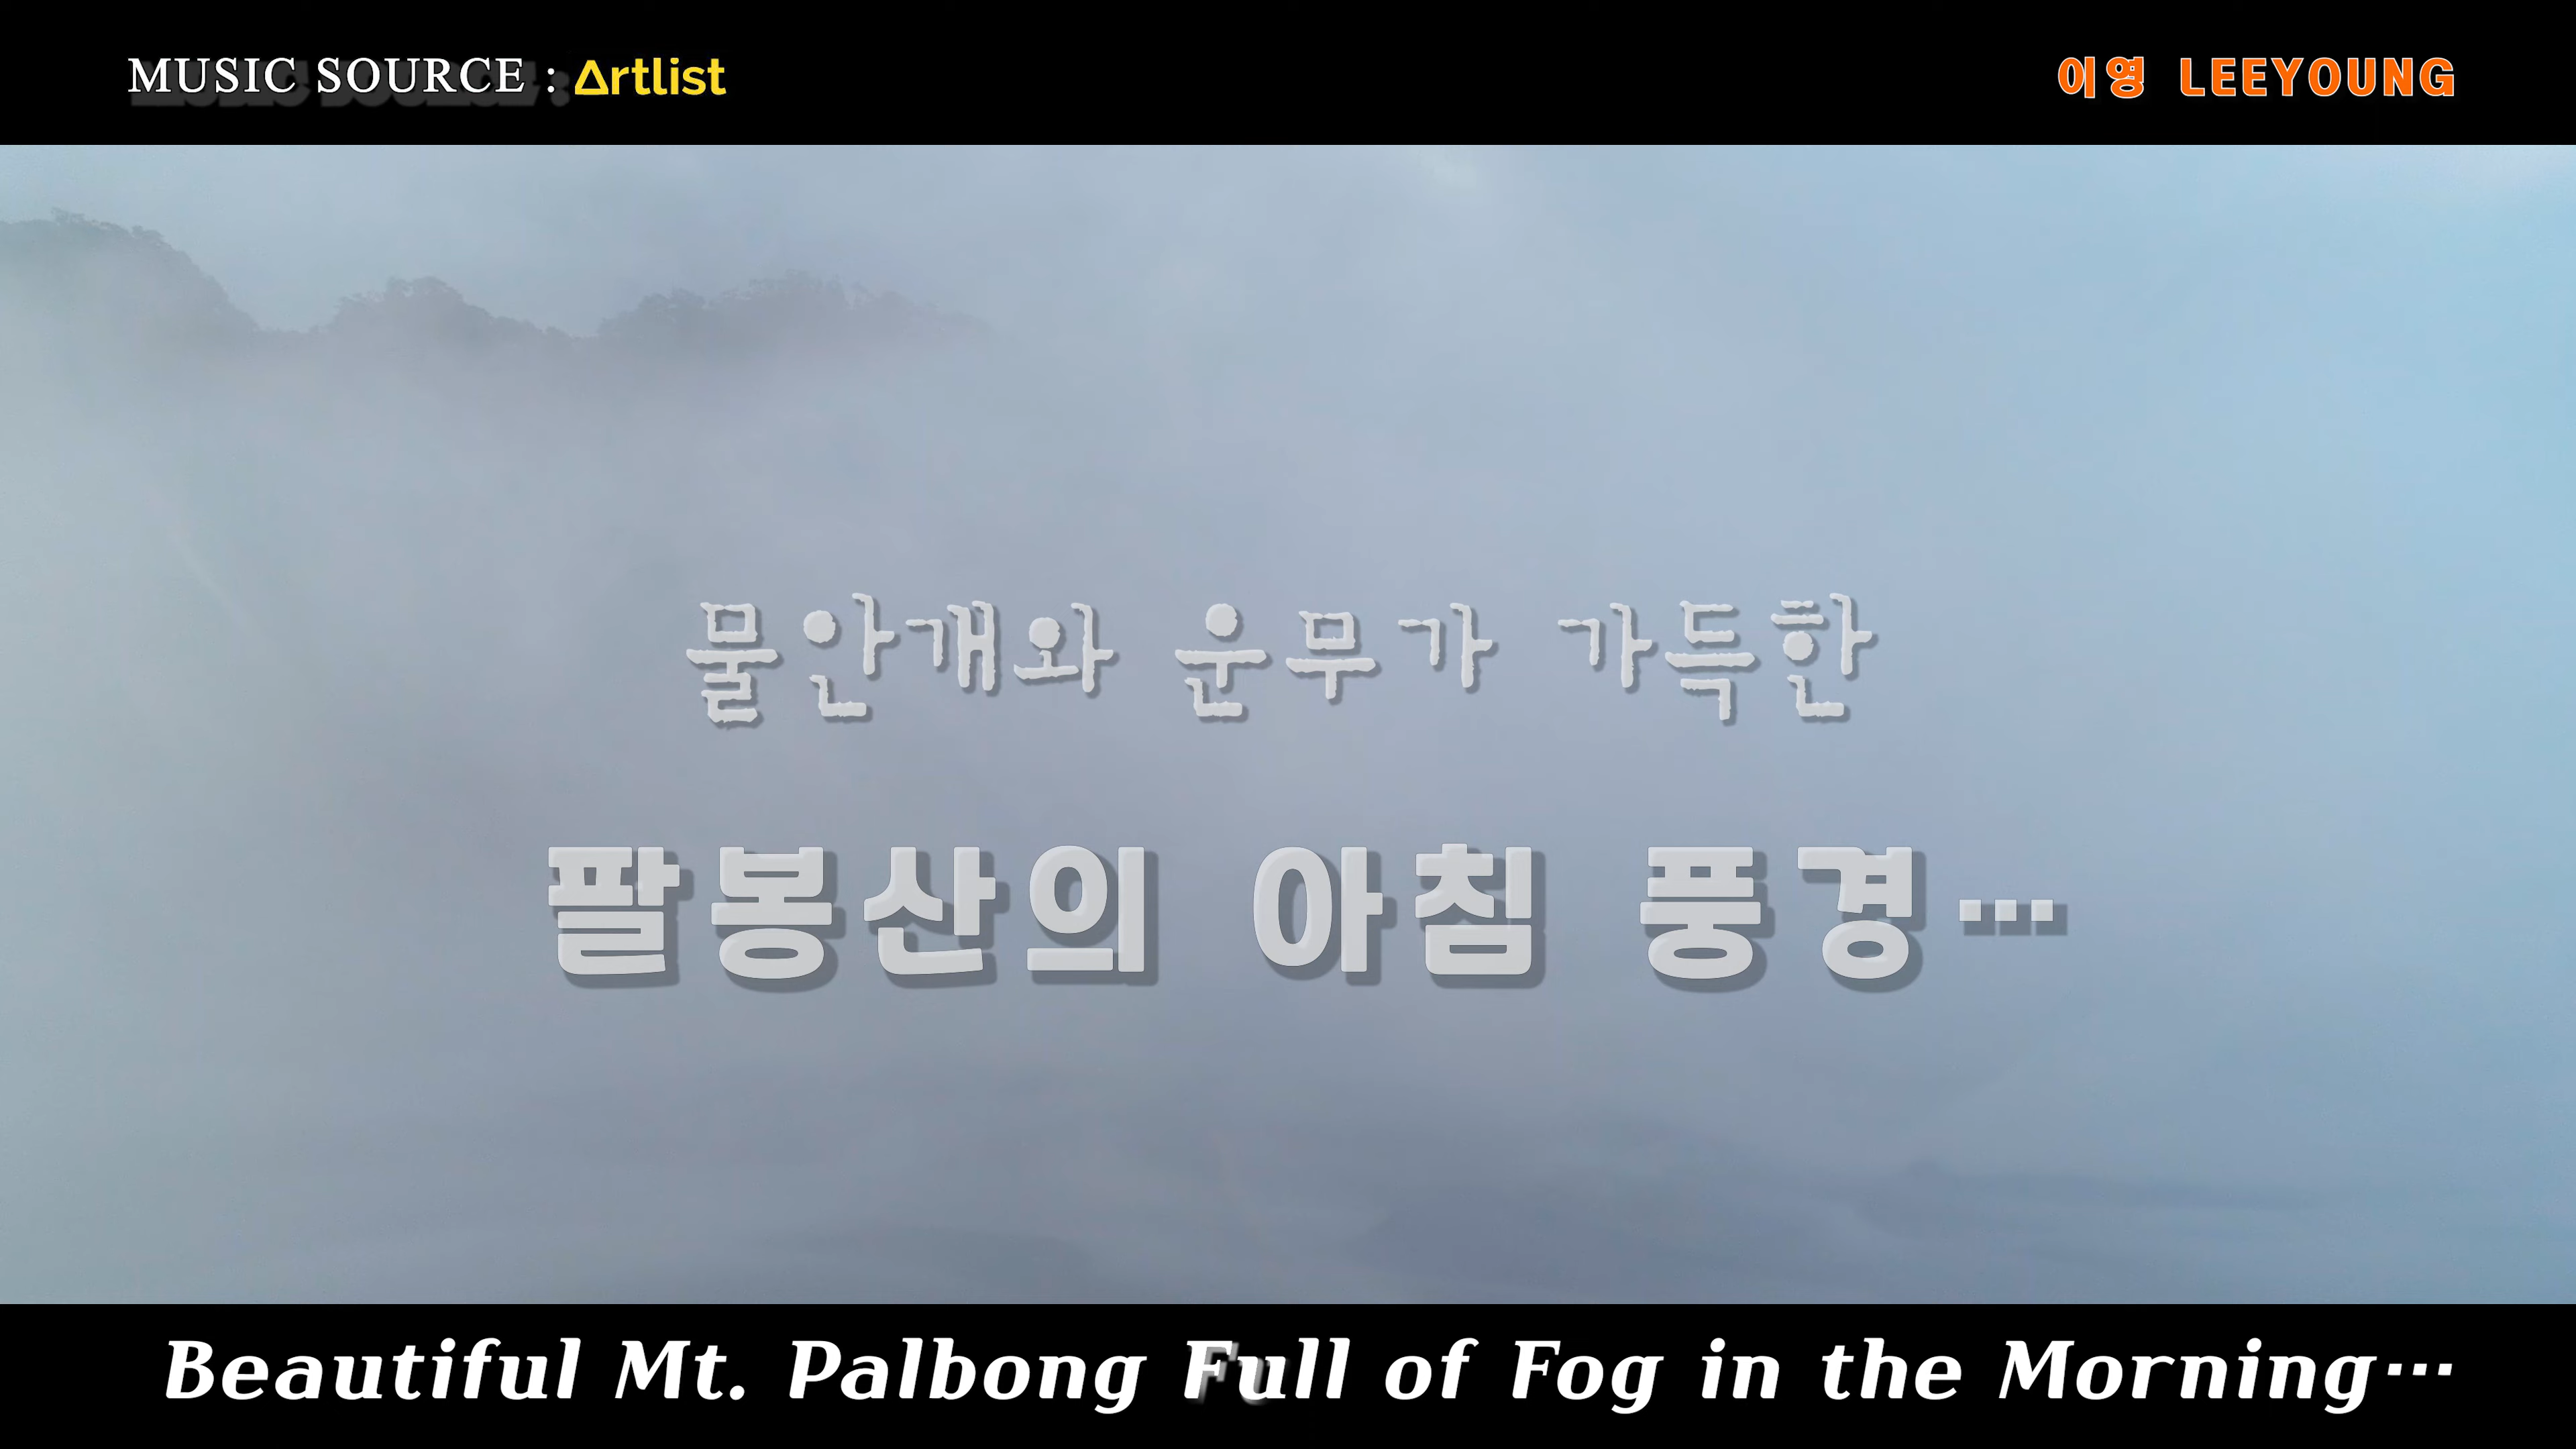 MUSIC SOURCE : Artlist
이영 LEEYOUNG
물안개와 운무가 가득한
팔봉산의 아침 풍경···
Beautiful Mt. Palbong Full of Fog in the Morning···